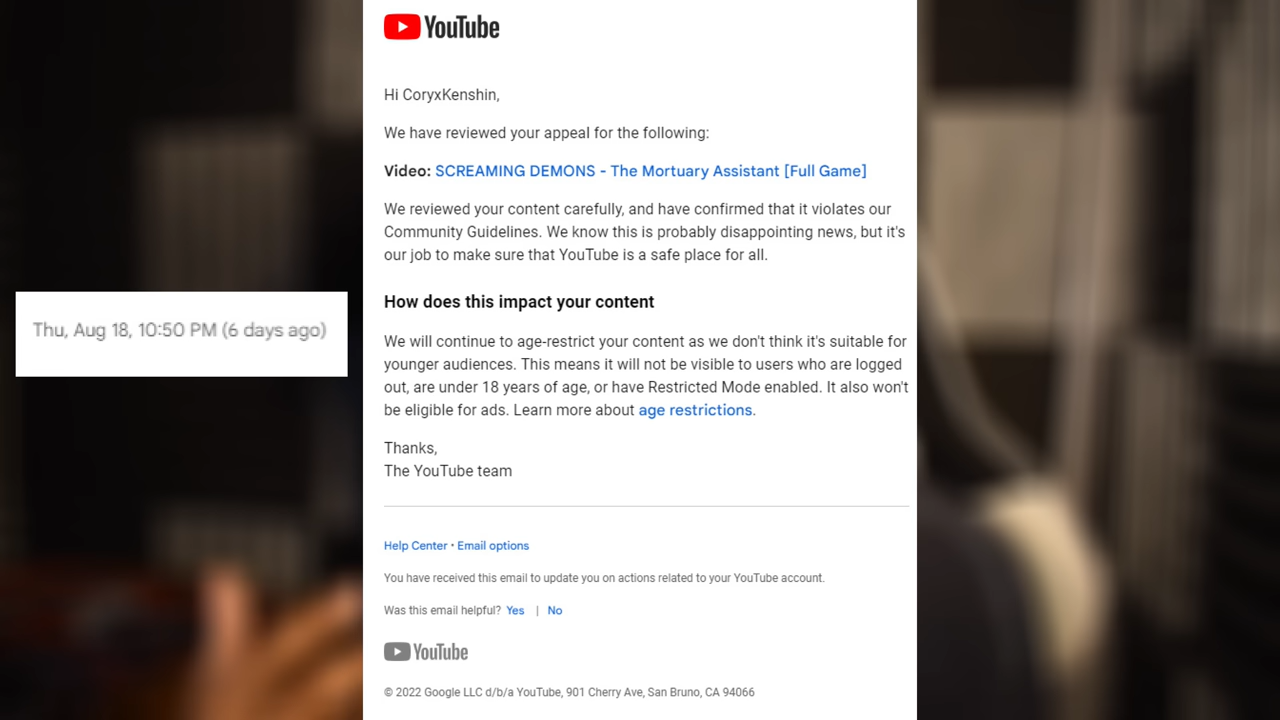 YouTube
Hi CoryxKenshin,
We have reviewed your appeal for the following:
Video: SCREAMING DEMONS - The Mortuary Assistant [Full Game]
We reviewed your content carefully, and have confirmed that it violates our
Community Guidelines. We know this is probably disappointing news, but it's
our job to make sure that YouTube is a safe place for all.
Thu, Aug 18, 10:50 PM (6 days ago)
How does this impact your content
We will continue to age-restrict your content as we don't think it's suitable for
younger audiences. This means it will not be visible to users who are logged
out, are under 18 years of age, or have Restricted Mode enabled. It also won't
be eligible for ads. Learn more about age restrictions.
Thanks,
The YouTube team
Help Center • Email options
You have received this email to update you on actions related to your YouTube account.
Was this email helpful? Yes | No
YouTube
© 2022 Google LLC d/b/a YouTube, 901 Cherry Ave, San Bruno, CA 94066